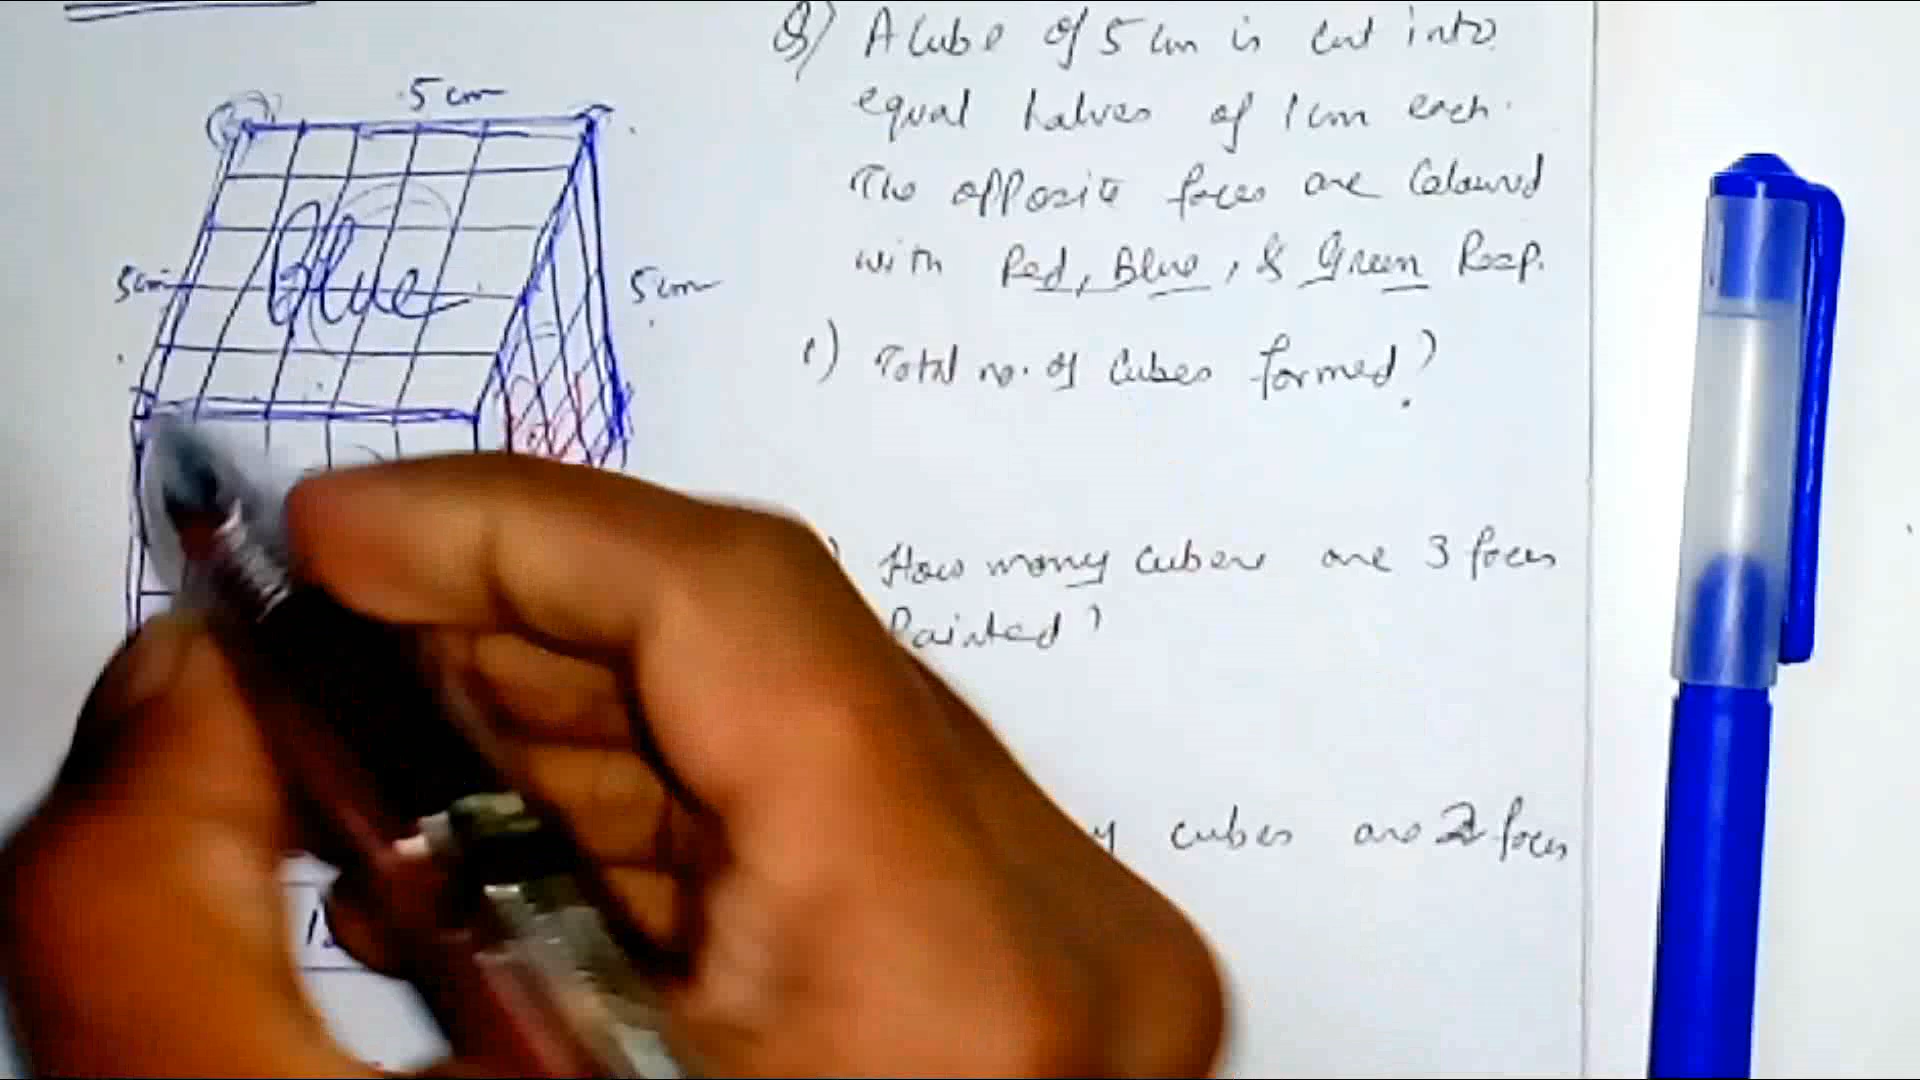 5 cm
Blue
5cm
5cm
Q) A cube of 5 cm is cut into
equal halves of 1 cm each.
The opposite faces are coloured
with Red, Blue, & Green Resp.
1) Total no. of cubes formed?
How many cubes are 3 faces
Painted?
cubes are 2 faces